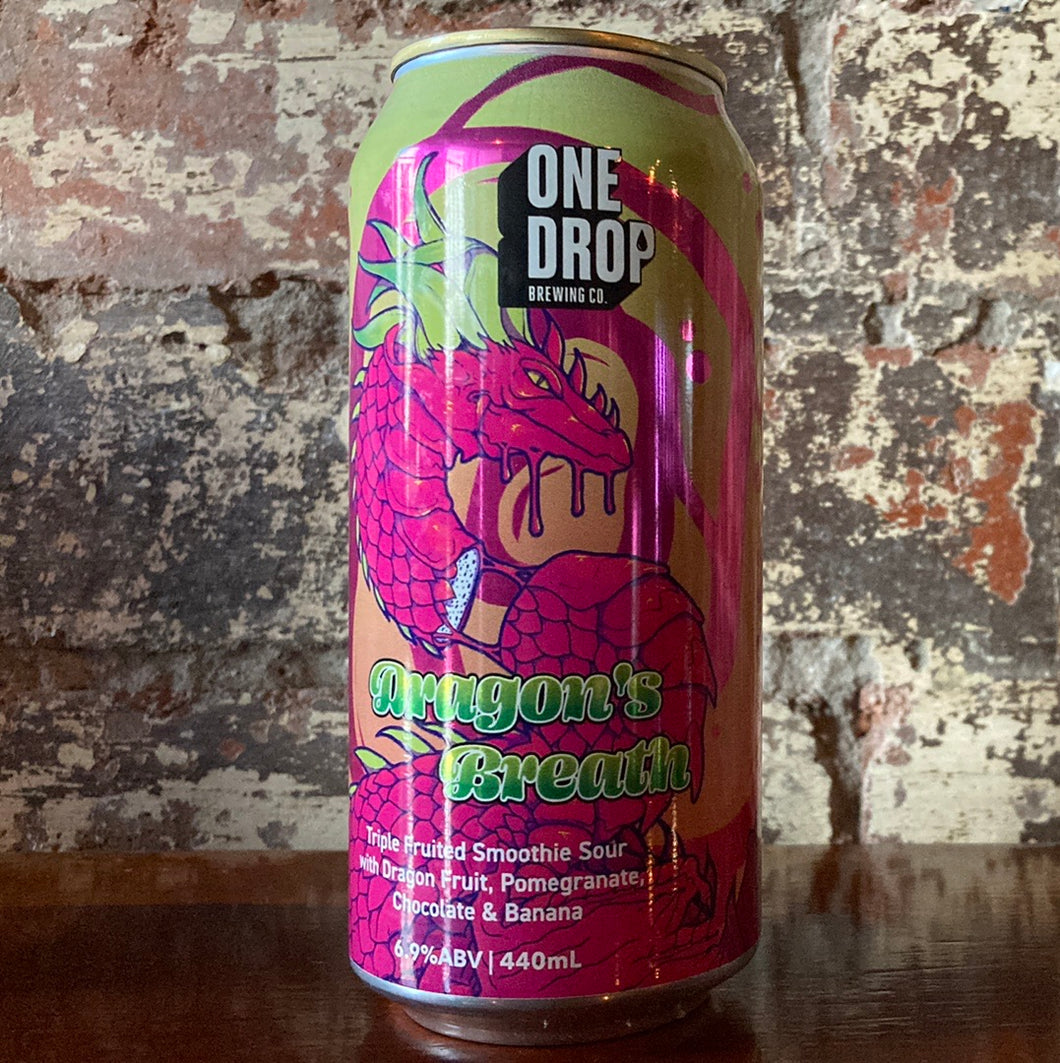 ONE
DROP
BREWING CO.
Dragon's
Breath
Triple Fruited Smoothie Sour
with Dragon Fruit, Pomegranate,
Chocolate & Banana
6.9%ABV | 440mL